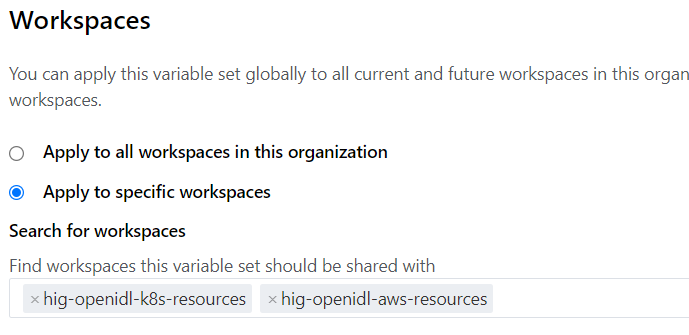 Workspaces
You can apply this variable set globally to all current and future workspaces in this organ
workspaces.
Apply to all workspaces in this organization
Apply to specific workspaces
Search for workspaces
Find workspaces this variable set should be shared with
× hig-openidl-k8s-resources × hig-openidl-aws-resources